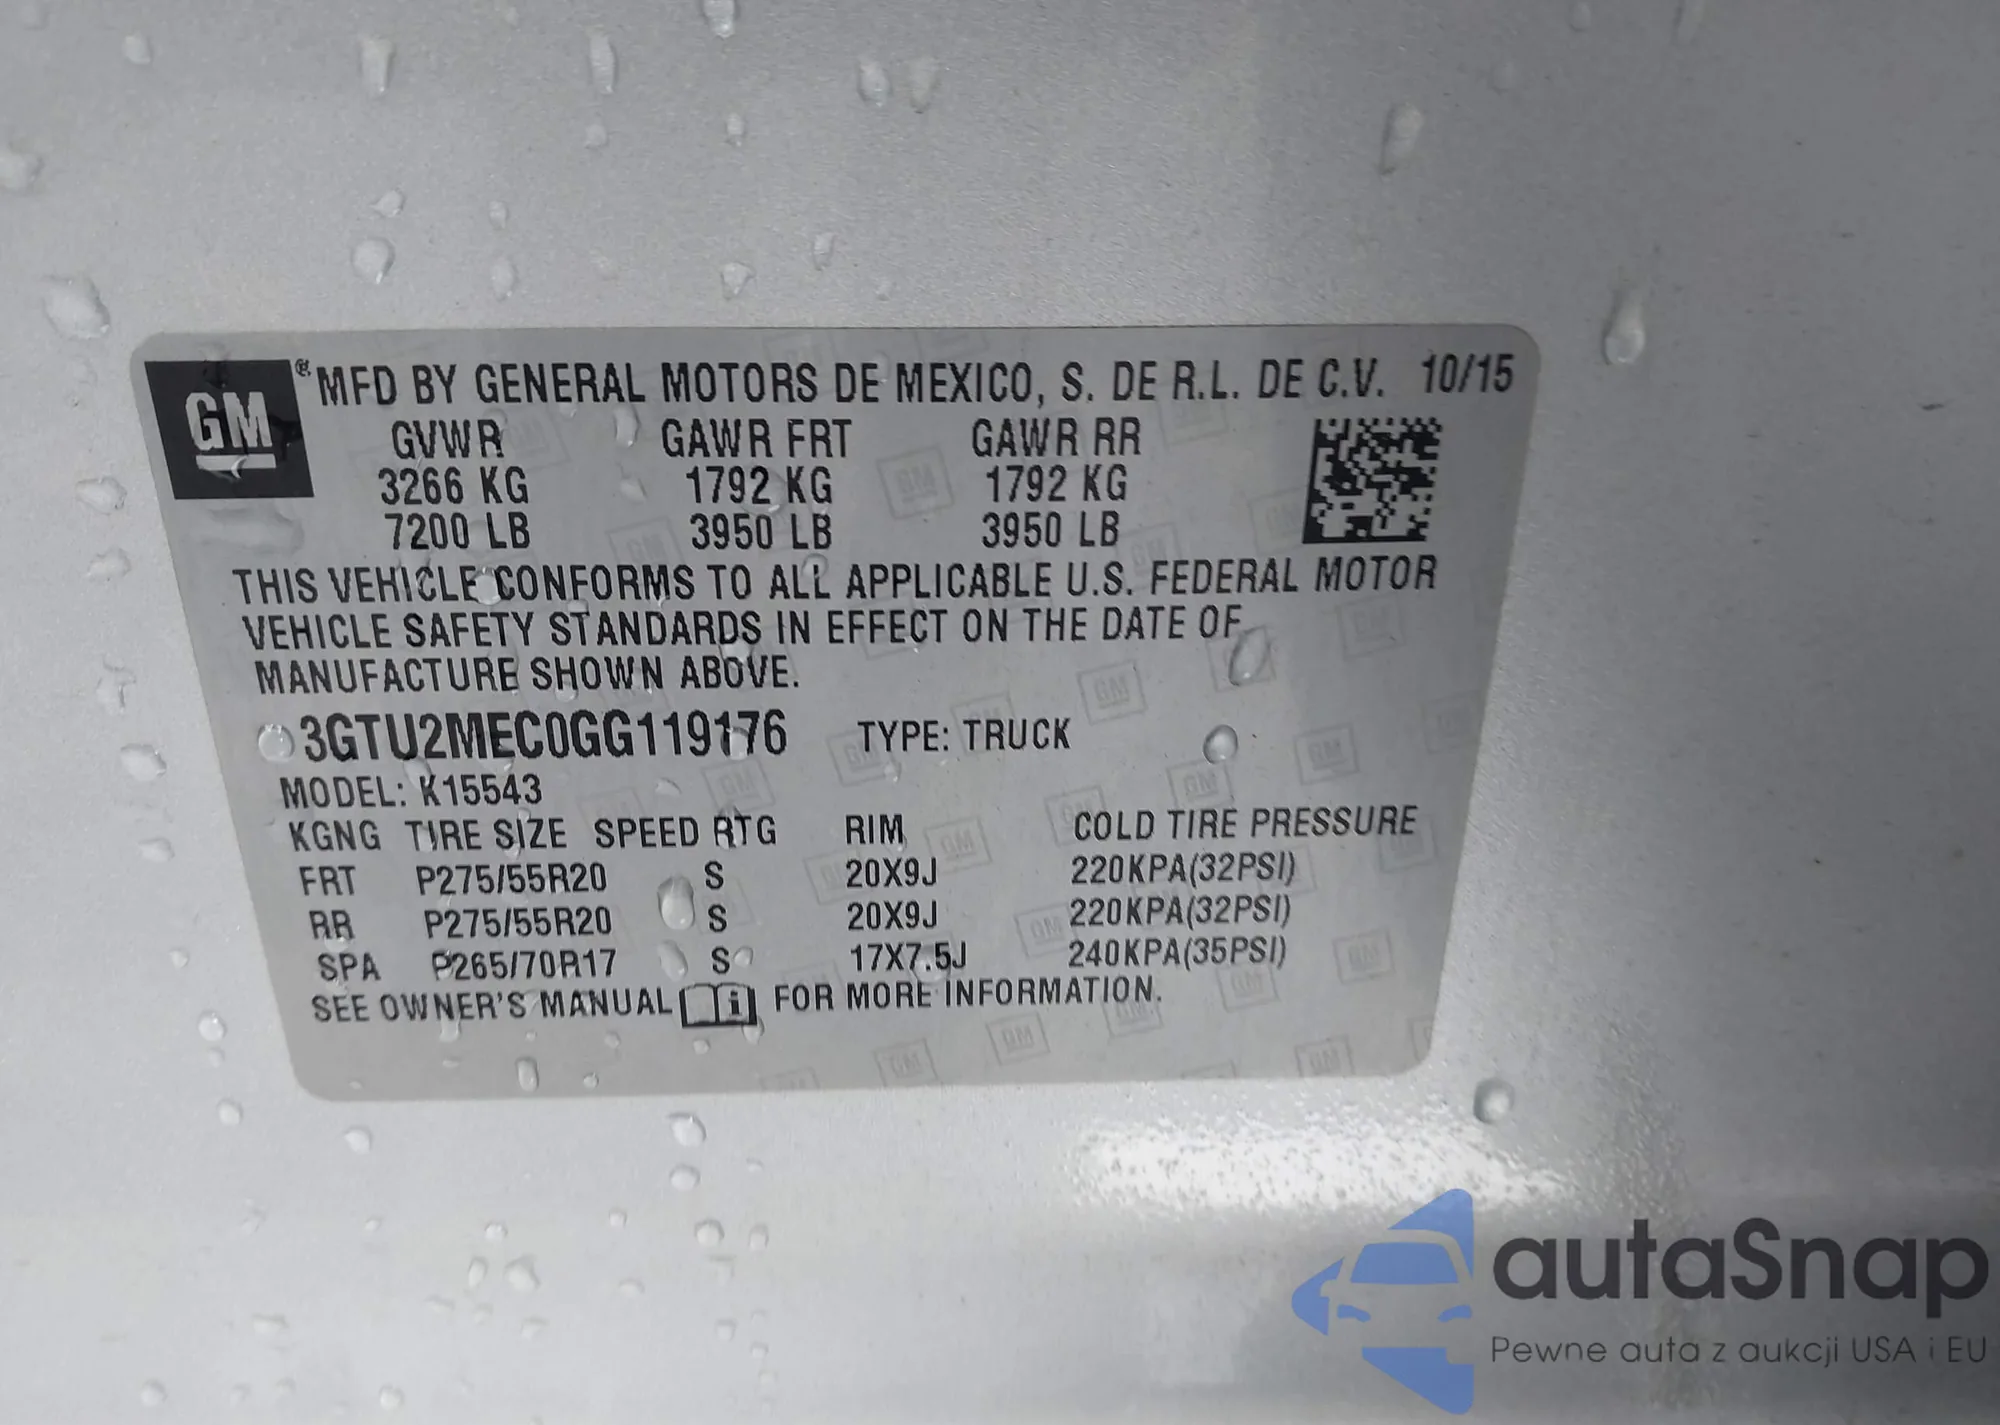 GM ® MFD BY GENERAL MOTORS DE MEXICO, S. DE R.L. DE C.V. 10/15
GVWR GAWR FRT GAWR RR
3266 KG 1792 KG 1792 KG
7200 LB 3950 LB 3950 LB
THIS VEHICLE CONFORMS TO ALL APPLICABLE U.S. FEDERAL MOTOR
VEHICLE SAFETY STANDARDS IN EFFECT ON THE DATE OF
MANUFACTURE SHOWN ABOVE.
3GTU2MEC0GG119176 TYPE: TRUCK
MODEL: K15543
KGNG TIRE SIZE SPEED RTG RIM COLD TIRE PRESSURE
FRT P275/55R20 S 20X9J 220KPA(32PSI)
RR P275/55R20 S 20X9J 220KPA(32PSI)
SPA P265/70R17 S 17X7.5J 240KPA(35PSI)
SEE OWNER'S MANUAL i FOR MORE INFORMATION.
autaSnap
Pewne auta z aukcji USA i EU